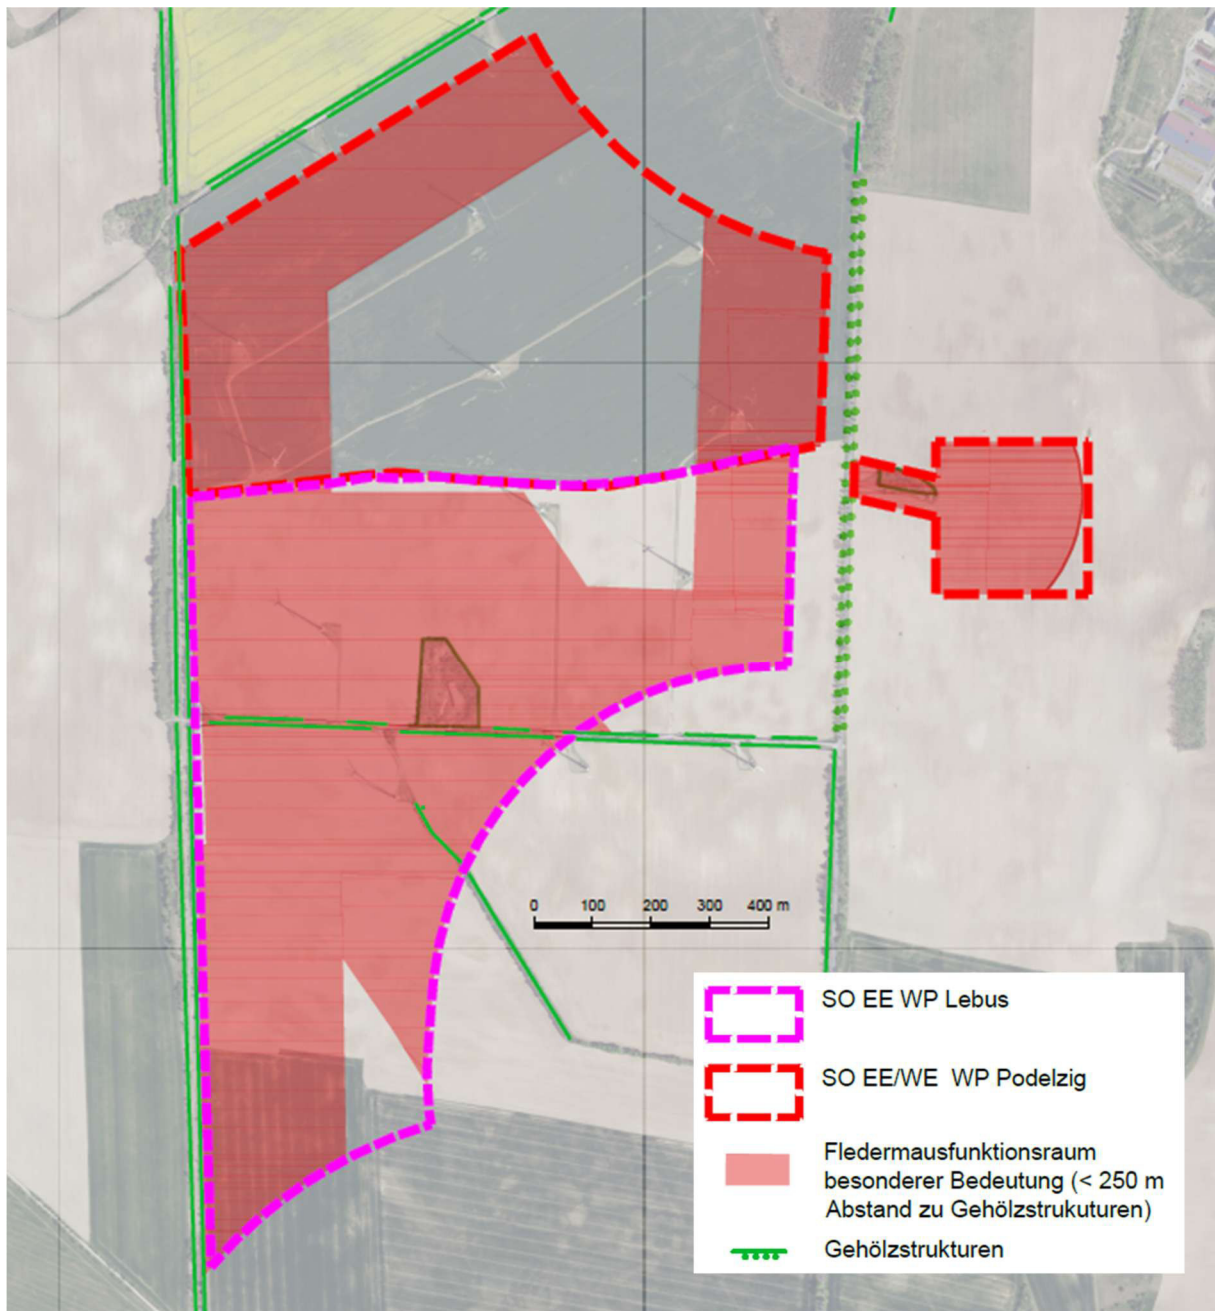 0 100 200 300 400 m
SO EE WP Lebus
SO EE/WE WP Podelzig
Fledermausfunktionsraum
besonderer Bedeutung (< 250 m
Abstand zu Gehölzstrukuturen)
Gehölzstrukturen